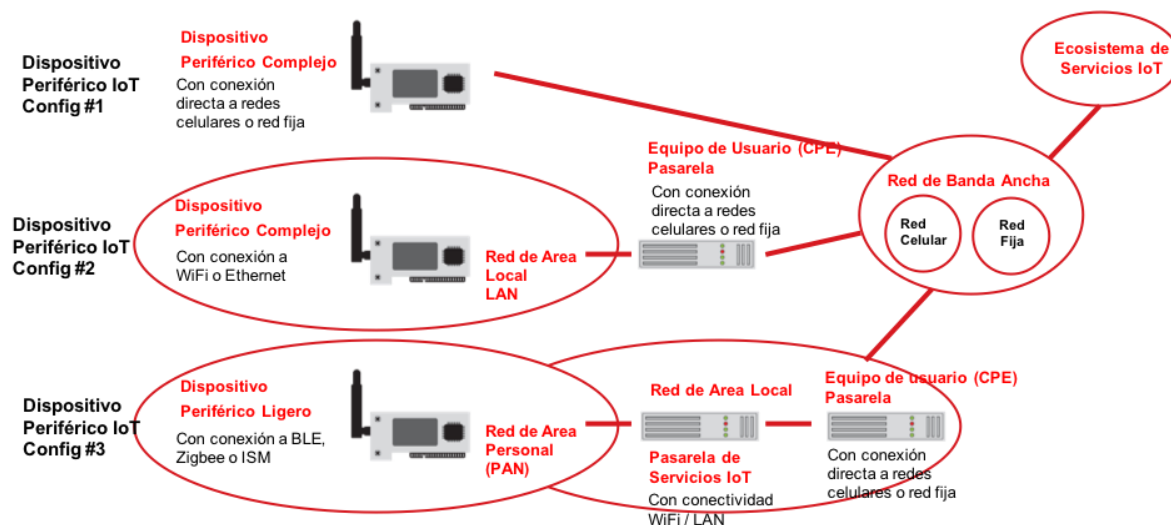 Dispositivo
Periférico IoT
Config #1
Dispositivo
Periférico Complejo
Con conexión
directa a redes
celulares o red fija
Ecosistema de
Servicios IoT
Dispositivo
Periférico IoT
Config #2
Dispositivo
Periférico Complejo
Con conexión a
WiFi o Ethernet
Red de Area
Local
LAN
Equipo de Usuario (CPE)
Pasarela
Con conexión
directa a redes
celulares o red fija
Red de Banda Ancha
Red
Celular
Red
Fija
Dispositivo
Periférico IoT
Config #3
Dispositivo
Periférico Ligero
Con conexión a BLE,
Zigbee o ISM
Red de Area
Personal
(PAN)
Red de Area Local
Pasarela de
Servicios IoT
Con conectividad
WiFi / LAN
Equipo de usuario (CPE)
Pasarela
Con conexión
directa a redes
celulares o red fija